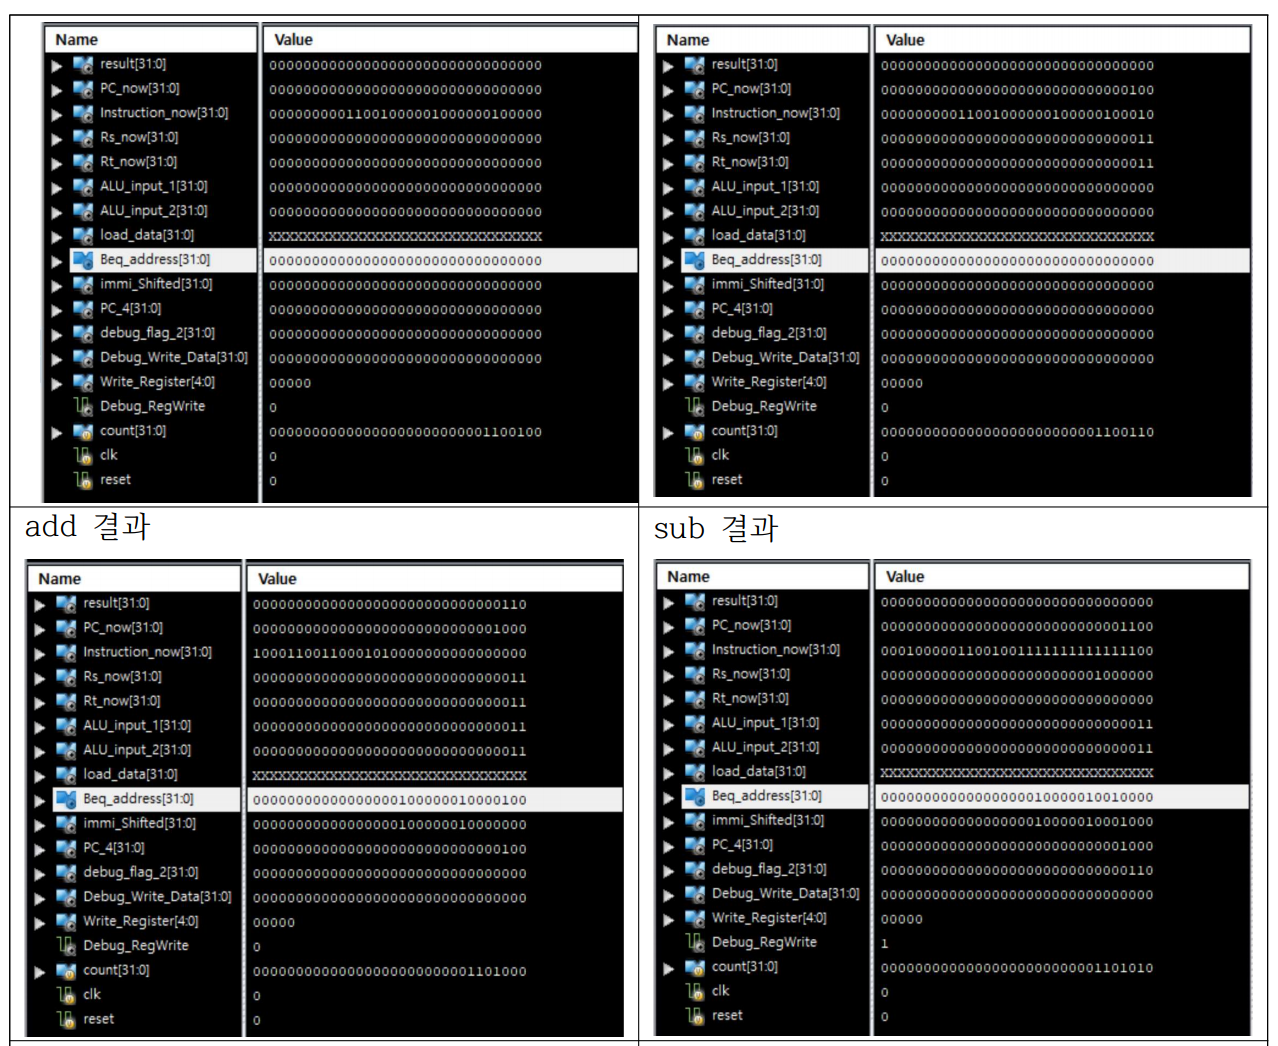 Name Value
result[31:0] 00000000000000000000000000000000
PC_now[31:0] 00000000000000000000000000000000
Instruction_now[31:0] 00000000011001000001000000100000
Rs_now[31:0] 00000000000000000000000000000000
Rt_now[31:0] 00000000000000000000000000000000
ALU_input_1[31:0] 00000000000000000000000000000000
ALU_input_2[31:0] 00000000000000000000000000000000
load_data[31:0] XXXXXXXXXXXXXXXXXXXXXXXXXXXXXXXX
Beq_address[31:0] 00000000000000000000000000000000
immi_Shifted[31:0] 00000000000000000000000000000000
PC_4[31:0] 00000000000000000000000000000000
debug_flag_2[31:0] 00000000000000000000000000000000
Debug_Write_Data[31:0] 00000000000000000000000000000000
Write_Register[4:0] 00000
Debug_RegWrite 0
count[31:0] 00000000000000000000000001100100
clk 0
reset 0
Name Value
result[31:0] 00000000000000000000000000000000
PC_now[31:0] 00000000000000000000000000000100
Instruction_now[31:0] 00000000011001000000100000100010
Rs_now[31:0] 00000000000000000000000000000011
Rt_now[31:0] 00000000000000000000000000000011
ALU_input_1[31:0] 00000000000000000000000000000000
ALU_input_2[31:0] 00000000000000000000000000000000
load_data[31:0] XXXXXXXXXXXXXXXXXXXXXXXXXXXXXXXX
Beq_address[31:0] 00000000000000000000000000000000
immi_Shifted[31:0] 00000000000000000000000000000000
PC_4[31:0] 00000000000000000000000000000000
debug_flag_2[31:0] 00000000000000000000000000000000
Debug_Write_Data[31:0] 00000000000000000000000000000000
Write_Register[4:0] 00000
Debug_RegWrite 0
count[31:0] 00000000000000000000000001100110
clk 0
reset 0
add 결과
Name Value
result[31:0] 00000000000000000000000000000110
PC_now[31:0] 00000000000000000000000000001000
Instruction_now[31:0] 10001100110001010000000000000000
Rs_now[31:0] 00000000000000000000000000000011
Rt_now[31:0] 00000000000000000000000000000011
ALU_input_1[31:0] 00000000000000000000000000000011
ALU_input_2[31:0] 00000000000000000000000000000011
load_data[31:0] XXXXXXXXXXXXXXXXXXXXXXXXXXXXXXXX
Beq_address[31:0] 00000000000000000100000010000100
immi_Shifted[31:0] 00000000000000000100000010000000
PC_4[31:0] 00000000000000000000000000000100
debug_flag_2[31:0] 00000000000000000000000000000000
Debug_Write_Data[31:0] 00000000000000000000000000000000
Write_Register[4:0] 00000
Debug_RegWrite 0
count[31:0] 00000000000000000000000001101000
clk 0
reset 0
sub 결과
Name Value
result[31:0] 00000000000000000000000000000000
PC_now[31:0] 00000000000000000000000000001100
Instruction_now[31:0] 00010000011001001111111111111100
Rs_now[31:0] 00000000000000000000000001000000
Rt_now[31:0] 00000000000000000000000000000000
ALU_input_1[31:0] 00000000000000000000000000000011
ALU_input_2[31:0] 00000000000000000000000000000011
load_data[31:0] XXXXXXXXXXXXXXXXXXXXXXXXXXXXXXXX
Beq_address[31:0] 00000000000000000010000010010000
immi_Shifted[31:0] 00000000000000000010000010001000
PC_4[31:0] 00000000000000000000000000001000
debug_flag_2[31:0] 00000000000000000000000000000110
Debug_Write_Data[31:0] 00000000000000000000000000000000
Write_Register[4:0] 00000
Debug_RegWrite 1
count[31:0] 00000000000000000000000001101010
clk 0
reset 0